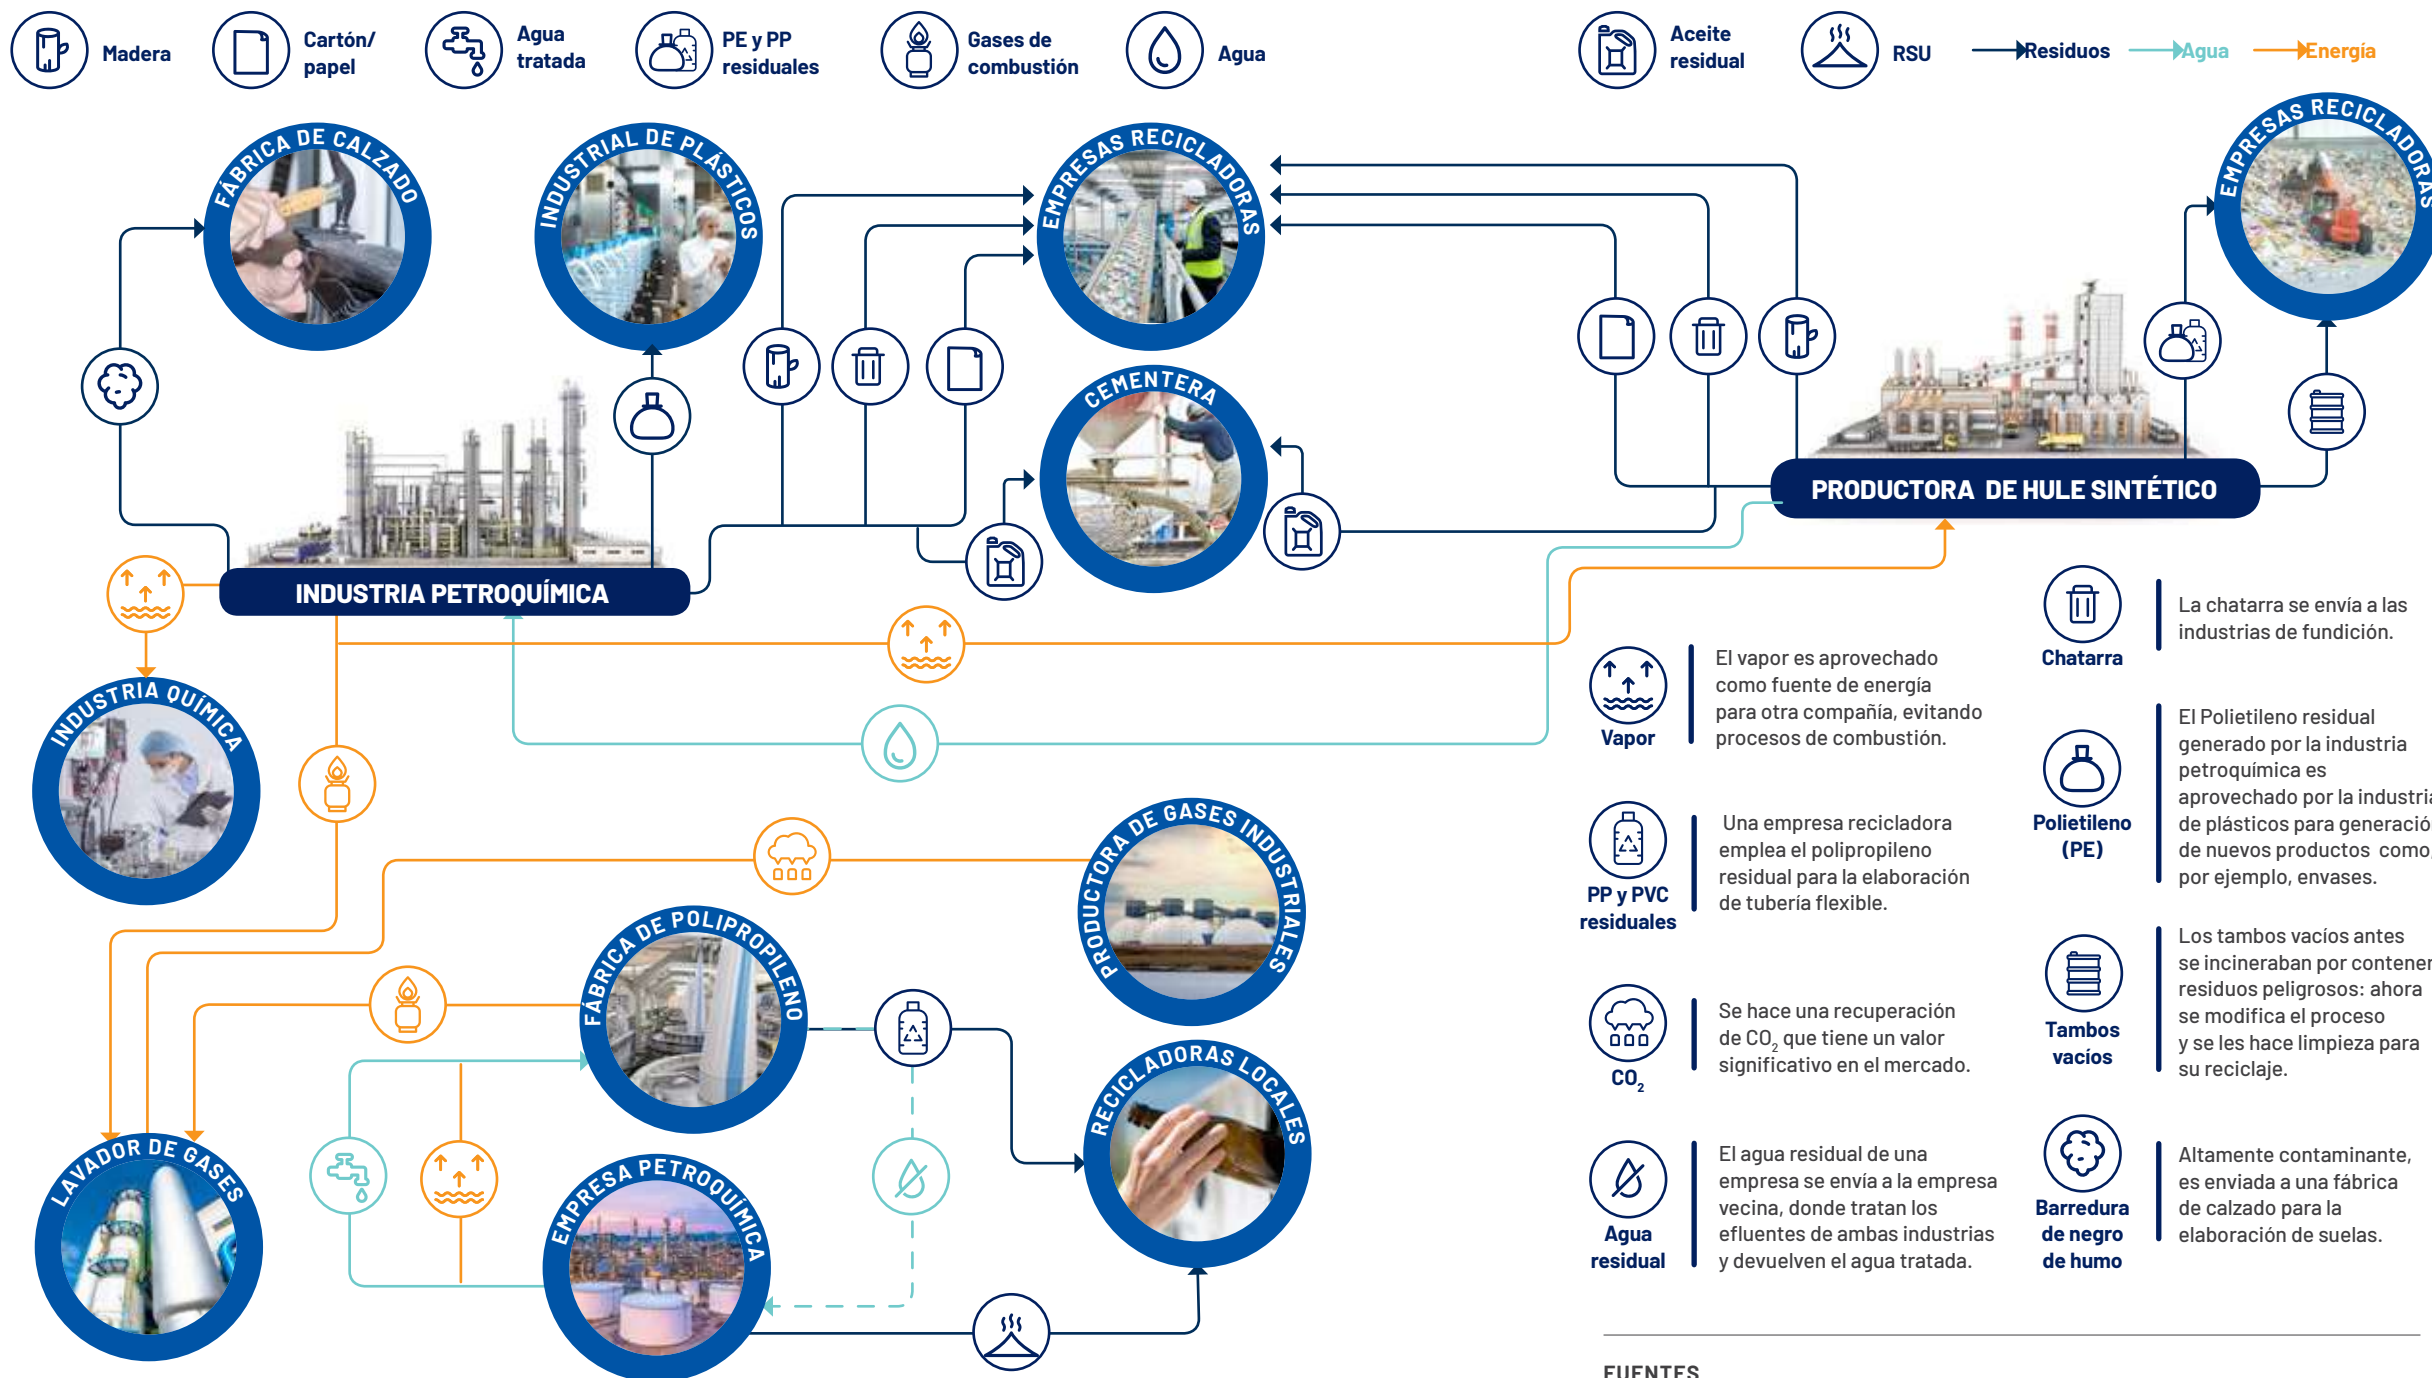 Madera
Cartón/
papel
Agua
tratada
PE y PP
residuales
Gases de
combustión
Agua
Aceite
residual
RSU
Residuos
Agua
Energía
FÁBRICA DE CALZADO
INDUSTRIAL DE PLÁSTICOS
EMPRESAS RECICLADORAS
EMPRESAS RECICLADORAS
CEMENTERA
PRODUCTORA DE HULE SINTÉTICO
INDUSTRIA PETROQUÍMICA
INDUSTRIA QUÍMICA
PRODUCTORA DE GASES INDUSTRIALES
FÁBRICA DE POLIPROPILENO
RECICLADORAS LOCALES
LAVADOR DE GASES
EMPRESA PETROQUÍMICA
Vapor
El vapor es aprovechado
como fuente de energía
para otra compañía, evitando
procesos de combustión.
PP y PVC
residuales
Una empresa recicladora
emplea el polipropileno
residual para la elaboración
de tubería flexible.
CO₂
Se hace una recuperación
de CO₂ que tiene un valor
significativo en el mercado.
Agua
residual
El agua residual de una
empresa se envía a la empresa
vecina, donde tratan los
efluentes de ambas industrias
y devuelven el agua tratada.
Chatarra
La chatarra se envía a las
industrias de fundición.
Polietileno
(PE)
El Polietileno residual
generado por la industria
petroquímica es
aprovechado por la industria
de plásticos para generación
de nuevos productos como,
por ejemplo, envases.
Tambos
vacíos
Los tambos vacíos antes
se incineraban por contener
residuos peligrosos: ahora
se modifica el proceso
y se les hace limpieza para
su reciclaje.
Barredura
de negro
de humo
Altamente contaminante,
es enviada a una fábrica
de calzado para la
elaboración de suelas.
FUENTES